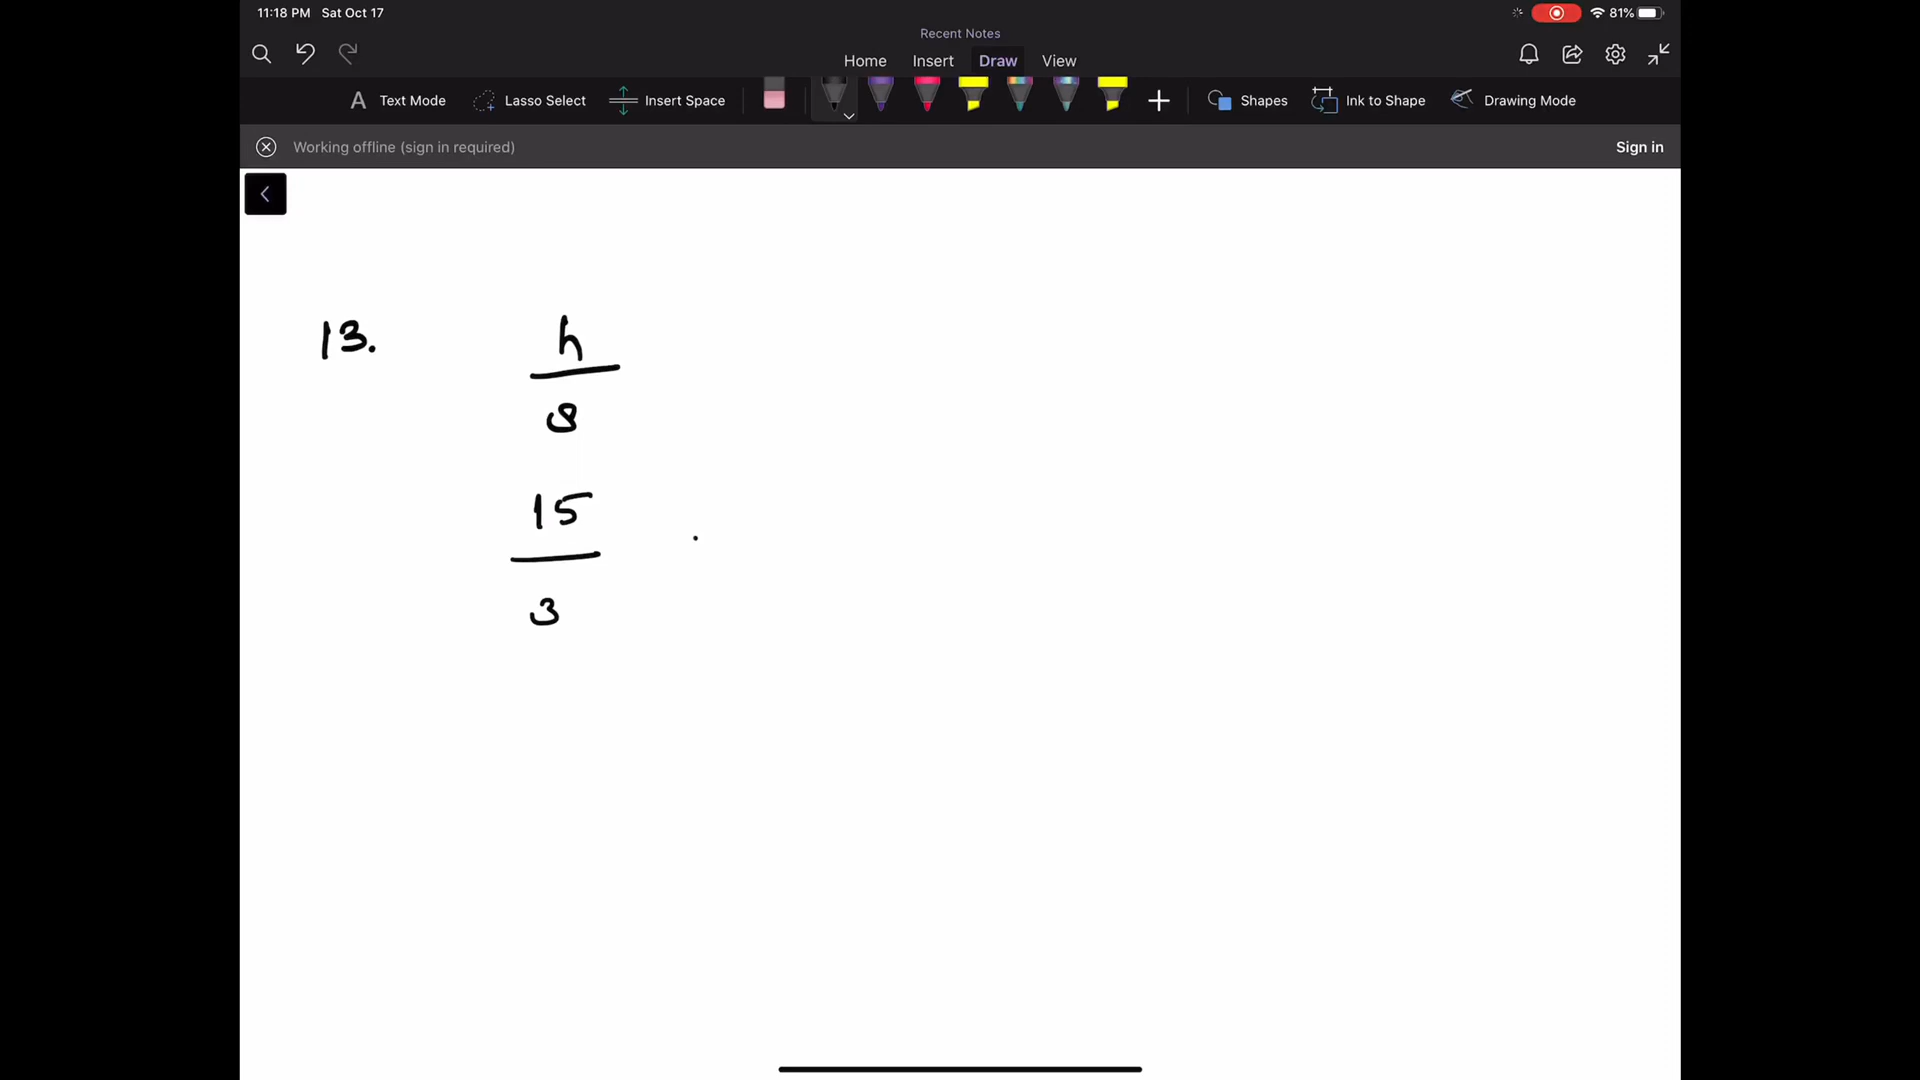 11:18 PM Sat Oct 17
81%
Recent Notes
Home Insert Draw View
Text Mode Lasso Select Insert Space Shapes Ink to Shape Drawing Mode
Working offline (sign in required) Sign in
13. h
8
15
3